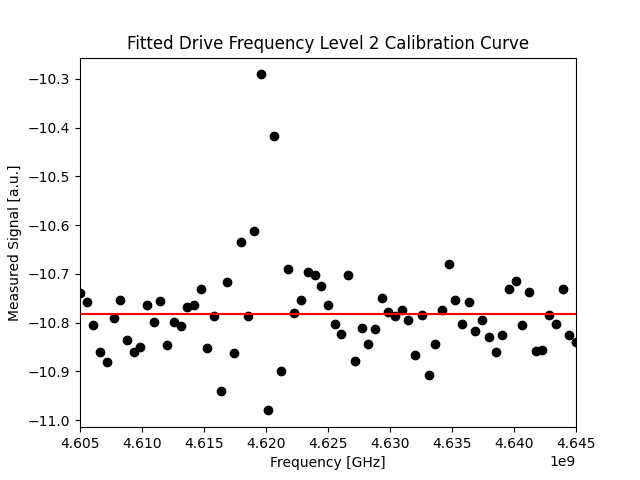 Fitted Drive Frequency Level 2 Calibration Curve
Measured Signal [a.u.]
−10.3
−10.4
−10.5
−10.6
−10.7
−10.8
−10.9
−11.0
4.605 4.610 4.615 4.620 4.625 4.630 4.635 4.640 4.645
Frequency [GHz]
1e9